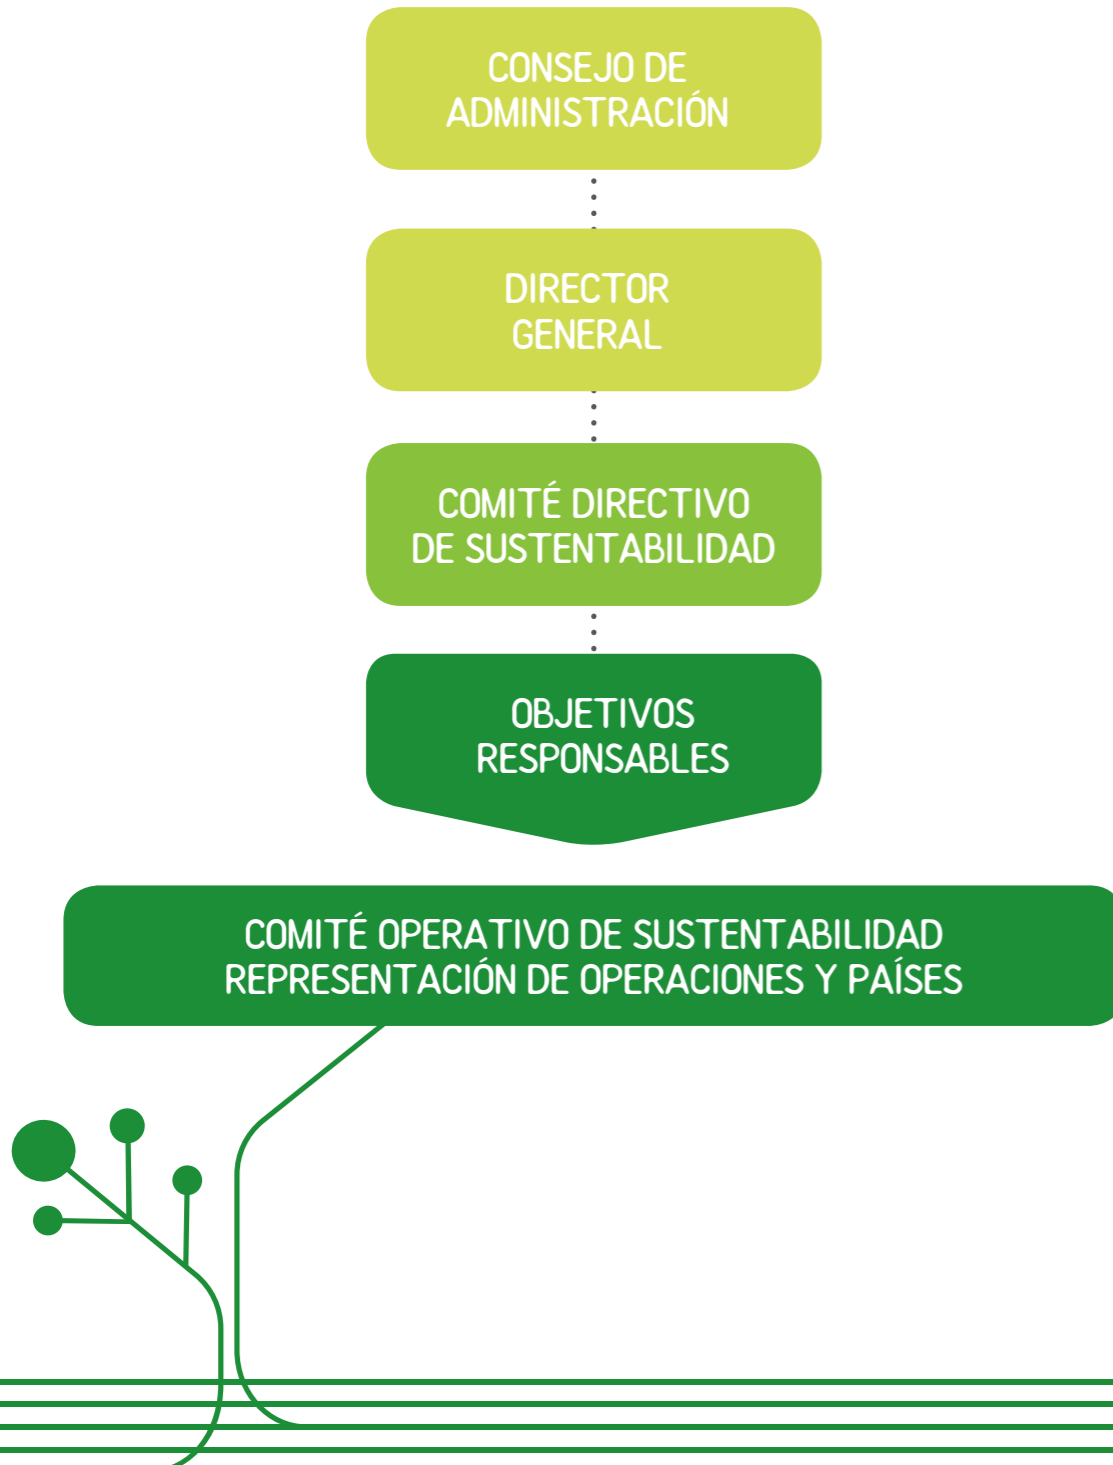 CONSEJO DE
ADMINISTRACIÓN
DIRECTOR
GENERAL
COMITÉ DIRECTIVO
DE SUSTENTABILIDAD
OBJETIVOS
RESPONSABLES
COMITÉ OPERATIVO DE SUSTENTABILIDAD
REPRESENTACIÓN DE OPERACIONES Y PAÍSES